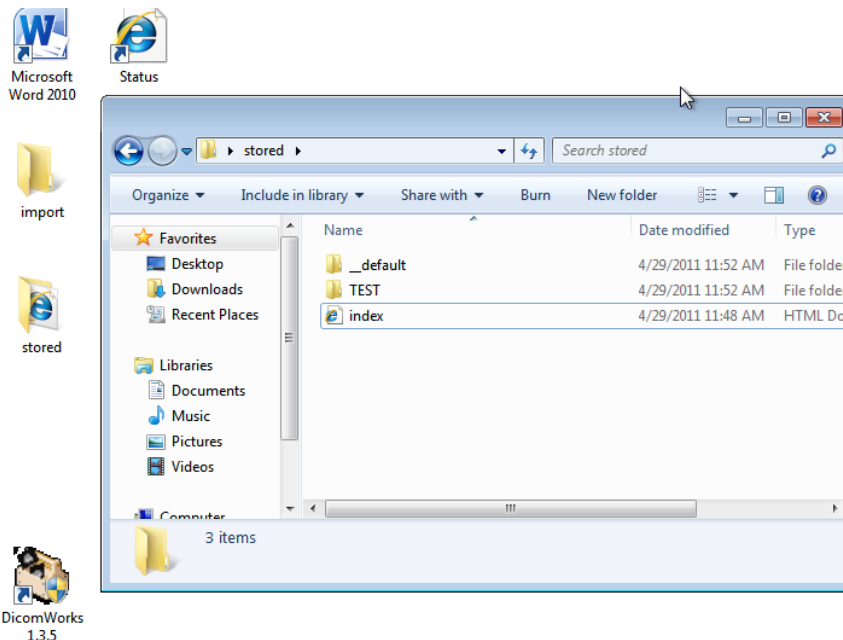 Microsoft
Word 2010
Status
import
stored
DicomWorks
1.3.5
stored
Search stored
Organize
Include in library
Share with
Burn
New folder
Favorites
Desktop
Downloads
Recent Places
Libraries
Documents
Music
Pictures
Videos
Computer
Name Date modified Type
__default 4/29/2011 11:52 AM File folde
TEST 4/29/2011 11:52 AM File folde
index 4/29/2011 11:48 AM HTML Do
3 items